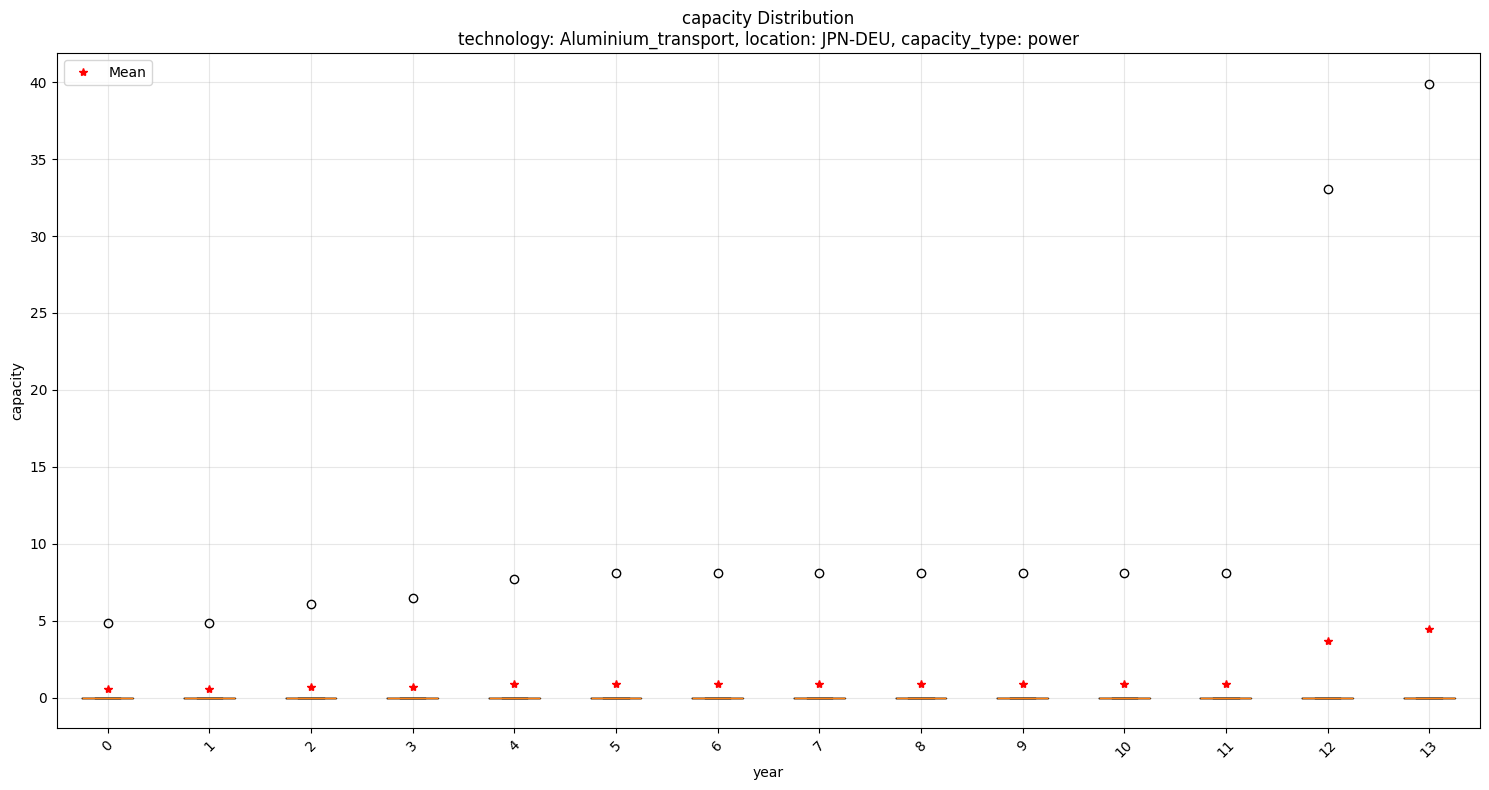 capacity Distribution
technology: Aluminium_transport, location: JPN-DEU, capacity_type: power
Mean
capacity
40
35
30
25
20
15
10
5
0
0 1 2 3 4 5 6 7 8 9 10 11 12 13
year